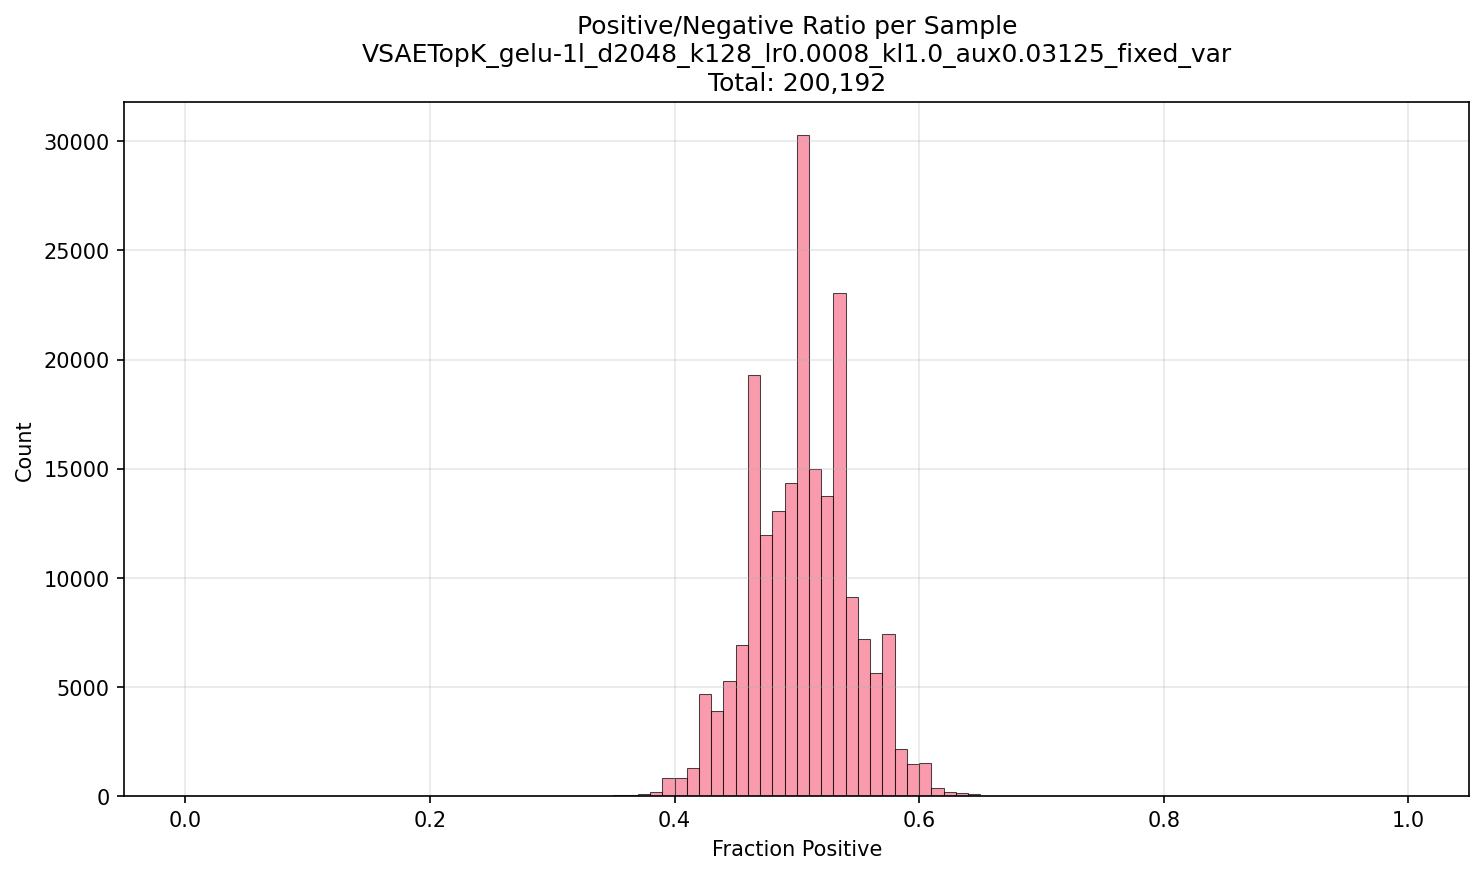 Positive/Negative Ratio per Sample
VSAETopK_gelu-1l_d2048_k128_lr0.0008_kl1.0_aux0.03125_fixed_var
Total: 200,192
30000
25000
20000
15000
10000
5000
0
Count
0.0 0.2 0.4 0.6 0.8 1.0
Fraction Positive